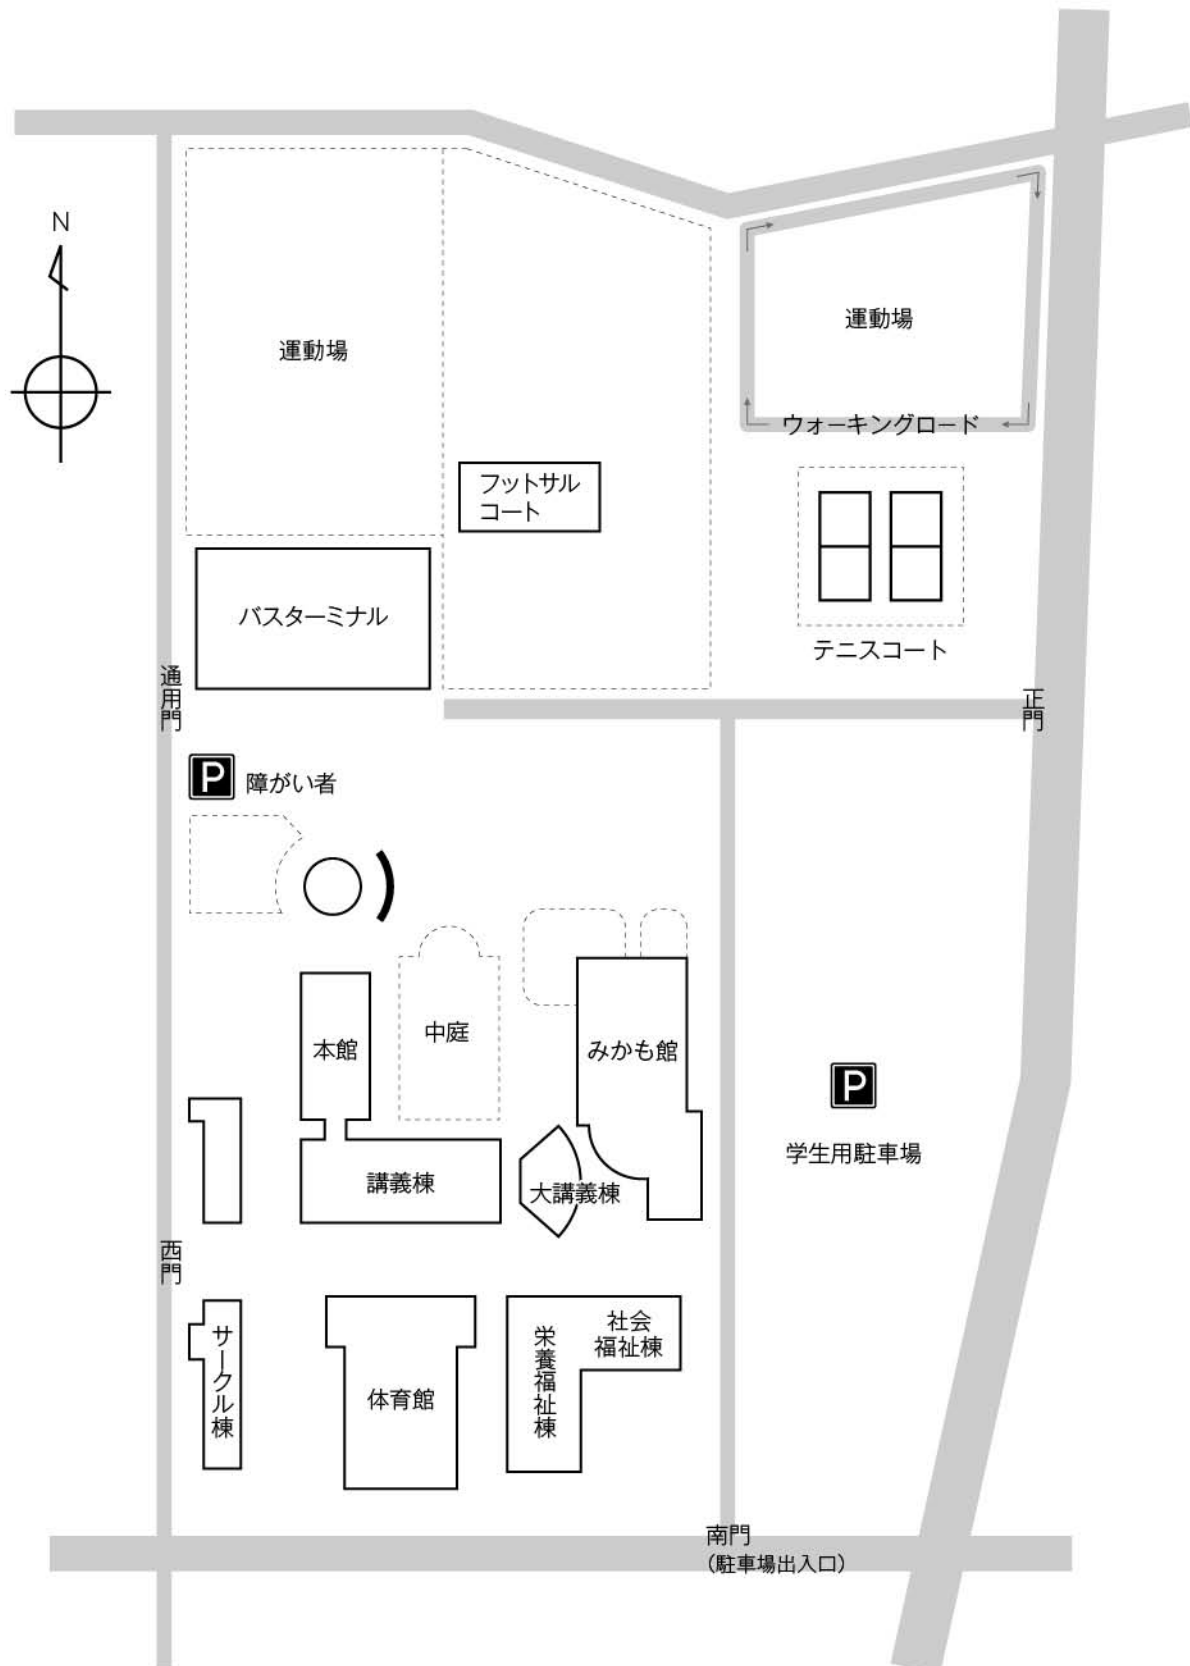 N
運動場
運動場
ウォーキングロード
フットサル
コート
バスターミナル
テニスコート
通用門
正門
P 障がい者
本館
中庭
みかも館
P
学生用駐車場
講義棟
大講義棟
西門
サークル棟
体育館
栄養福祉棟
社会
福祉棟
南門
（駐車場出入口）